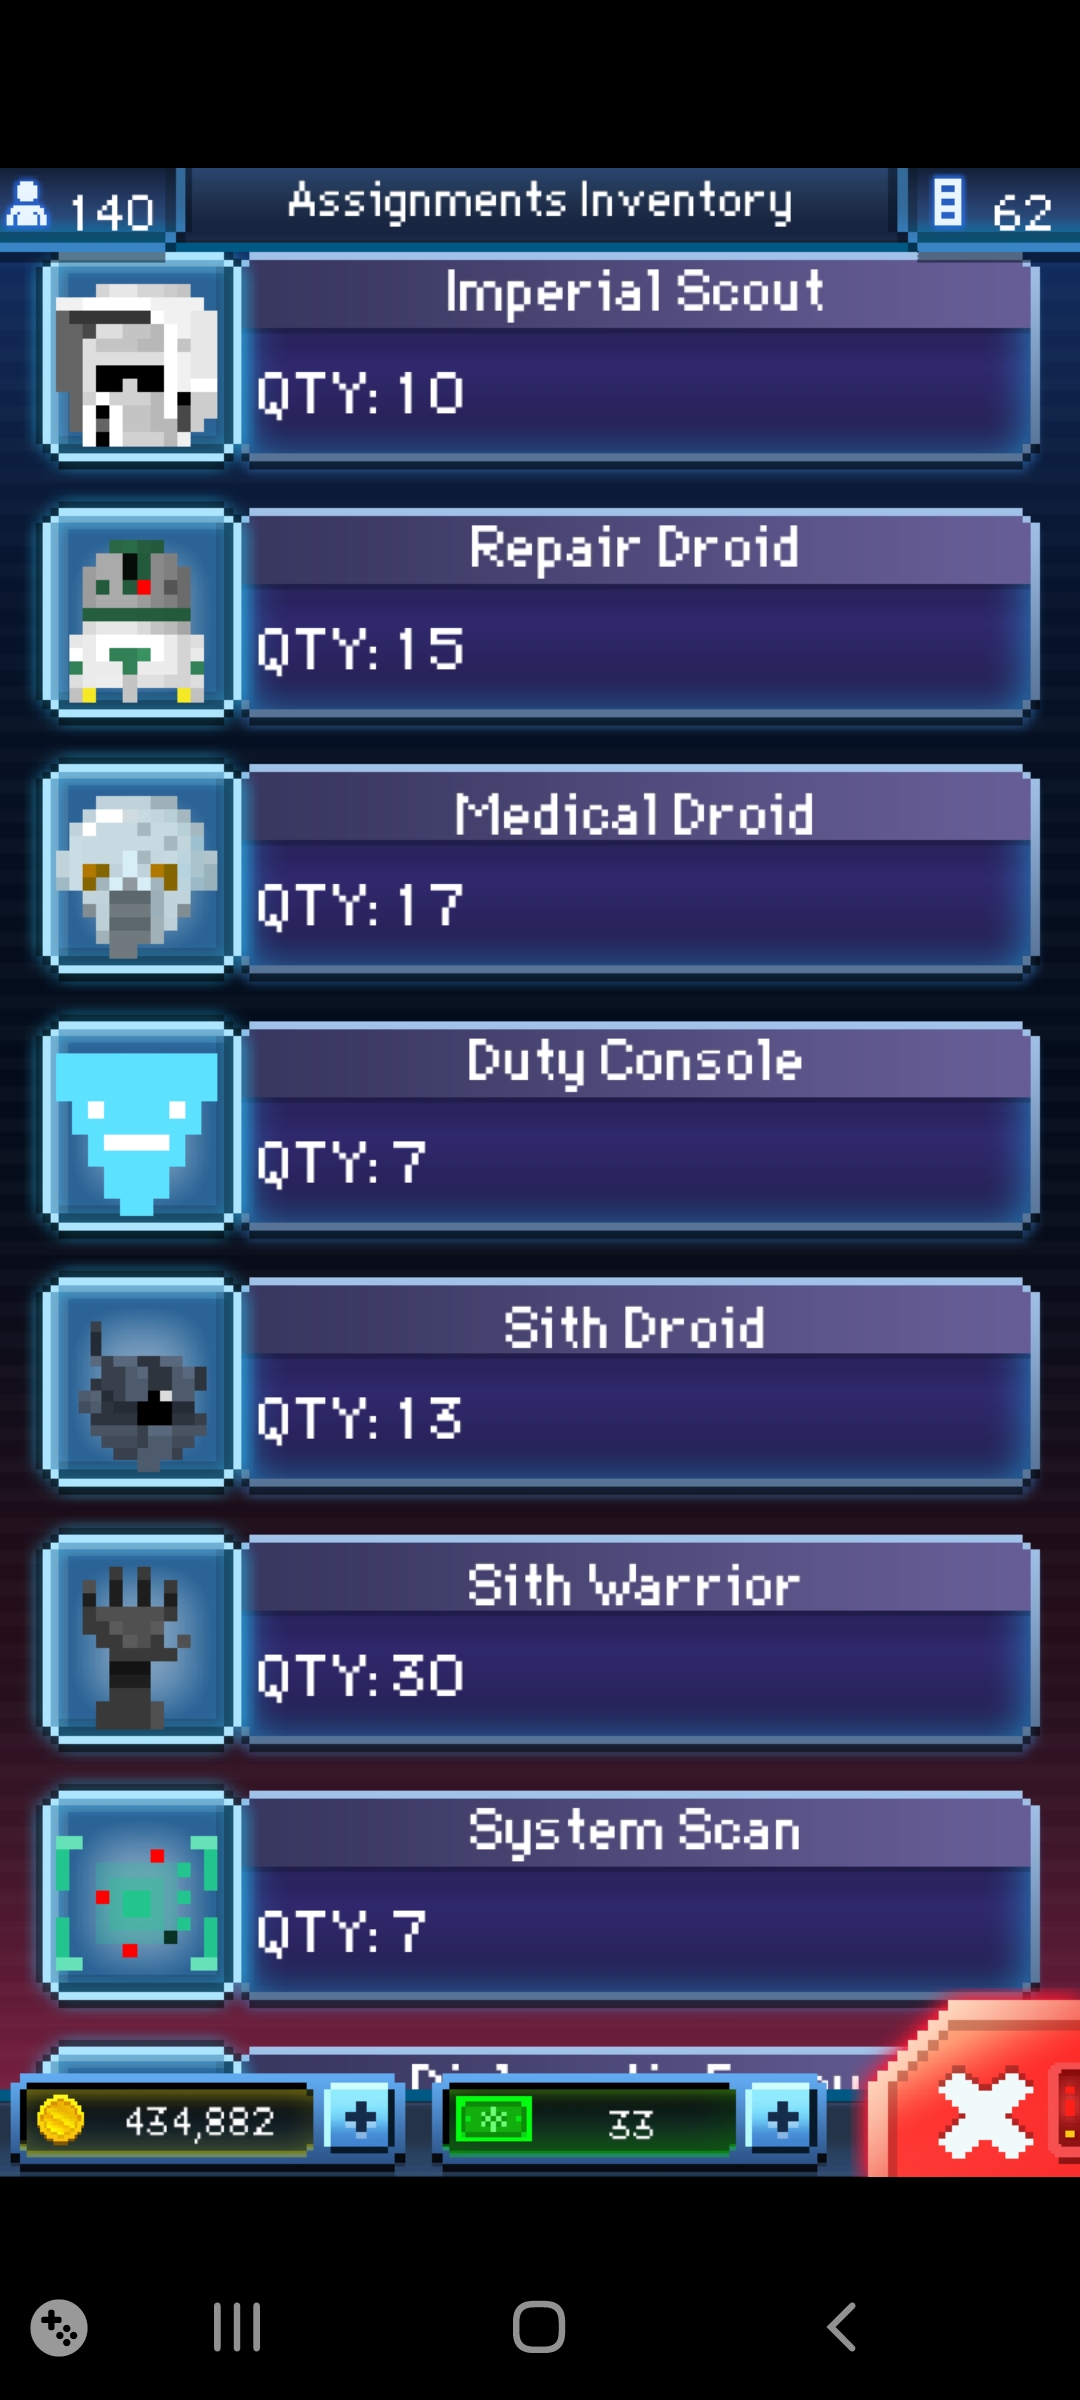 140
Assignments Inventory
62
Imperial Scout
QTY: 10
Repair Droid
QTY: 15
Medical Droid
QTY: 17
Duty Console
QTY: 7
Sith Droid
QTY: 13
Sith Warrior
QTY: 30
System Scan
QTY: 7
434,882
33